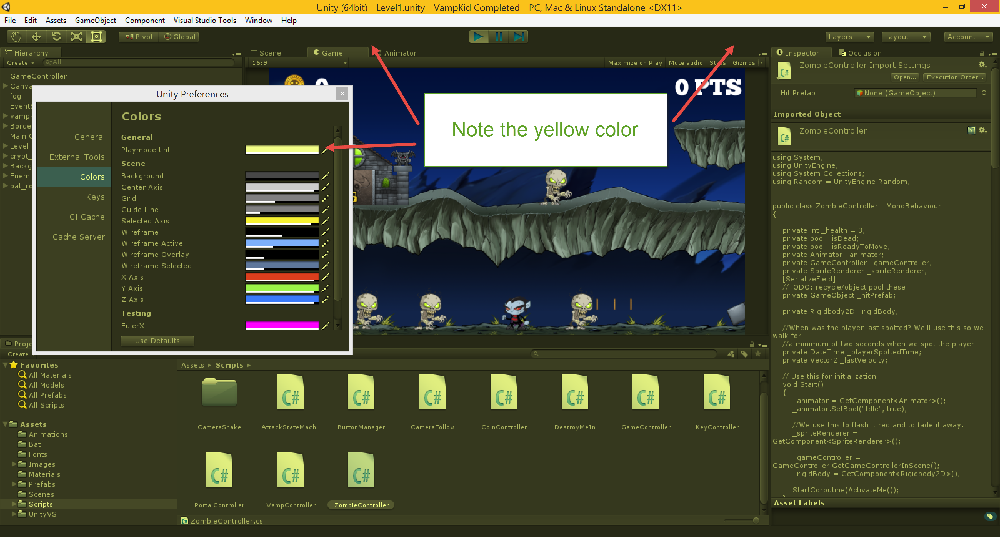 Unity (64bit) - Level1.unity - VampKid Completed - PC, Mac & Linux Standalone <DX11>
File Edit Assets GameObject Component Visual Studio Tools Window Help
Pivot Global
Layers Layout Account
Hierarchy
Create All
GameController
Canvas
fog
EventS
vampk
Border
Main C
Level
crypt_
Backg
Enemi
bat_ro
Scene Game Animator
16:9 Maximize on Play Mute audio Stats Gizmos
0
0 PTS
Note the yellow color
Unity Preferences
General
External Tools
Colors
Keys
GI Cache
Cache Server
Colors
General
Playmode tint
Scene
Background
Center Axis
Grid
Guide Line
Selected Axis
Wireframe
Wireframe Active
Wireframe Overlay
Wireframe Selected
X Axis
Y Axis
Z Axis
Testing
EulerX
Use Defaults
Proje
Create
Favorites
All Materials
All Models
All Prefabs
All Scripts
Assets
Animations
Bat
Fonts
Images
Materials
Prefabs
Scenes
Scripts
UnityVS
Assets Scripts
C# C# C# C# C# C# C#
CameraShake AttackStateMach... ButtonManager CameraFollow CoinController DestroyMeIn GameController KeyController
C# C# C#
PortalController VampController ZombieController
C# ZombieController.cs
Inspector Occlusion
C# ZombieController Import Settings
Open... Execution Order...
Hit Prefab None (GameObject)
Imported Object
C# ZombieController
using System;
using UnityEngine;
using System.Collections;
using Random = UnityEngine.Random;
public class ZombieController : MonoBehaviour
{
private int _health = 3;
private bool _isDead;
private bool _isReadyToMove;
private Animator _animator;
private GameController _gameController;
private SpriteRenderer _spriteRenderer;
[SerializeField]
//TODO: recycle/object pool these
private GameObject _hitPrefab;
private Rigidbody2D _rigidBody;
//When was the player last spotted? We'll use this so we
walk for
//a minimum of two seconds when we spot the player.
private DateTime _playerSpottedTime;
private Vector2 _lastVelocity;
// Use this for initialization
void Start()
{
_animator = GetComponent<Animator>();
_animator.SetBool("Idle", true);
//We use this to flash it red and to fade it away.
_spriteRenderer =
GetComponent<SpriteRenderer>();
_gameController =
GameController.GetGameControllerInScene();
_rigidBody = GetComponent<Rigidbody2D>();
StartCoroutine(ActivateMe());
Asset Labels